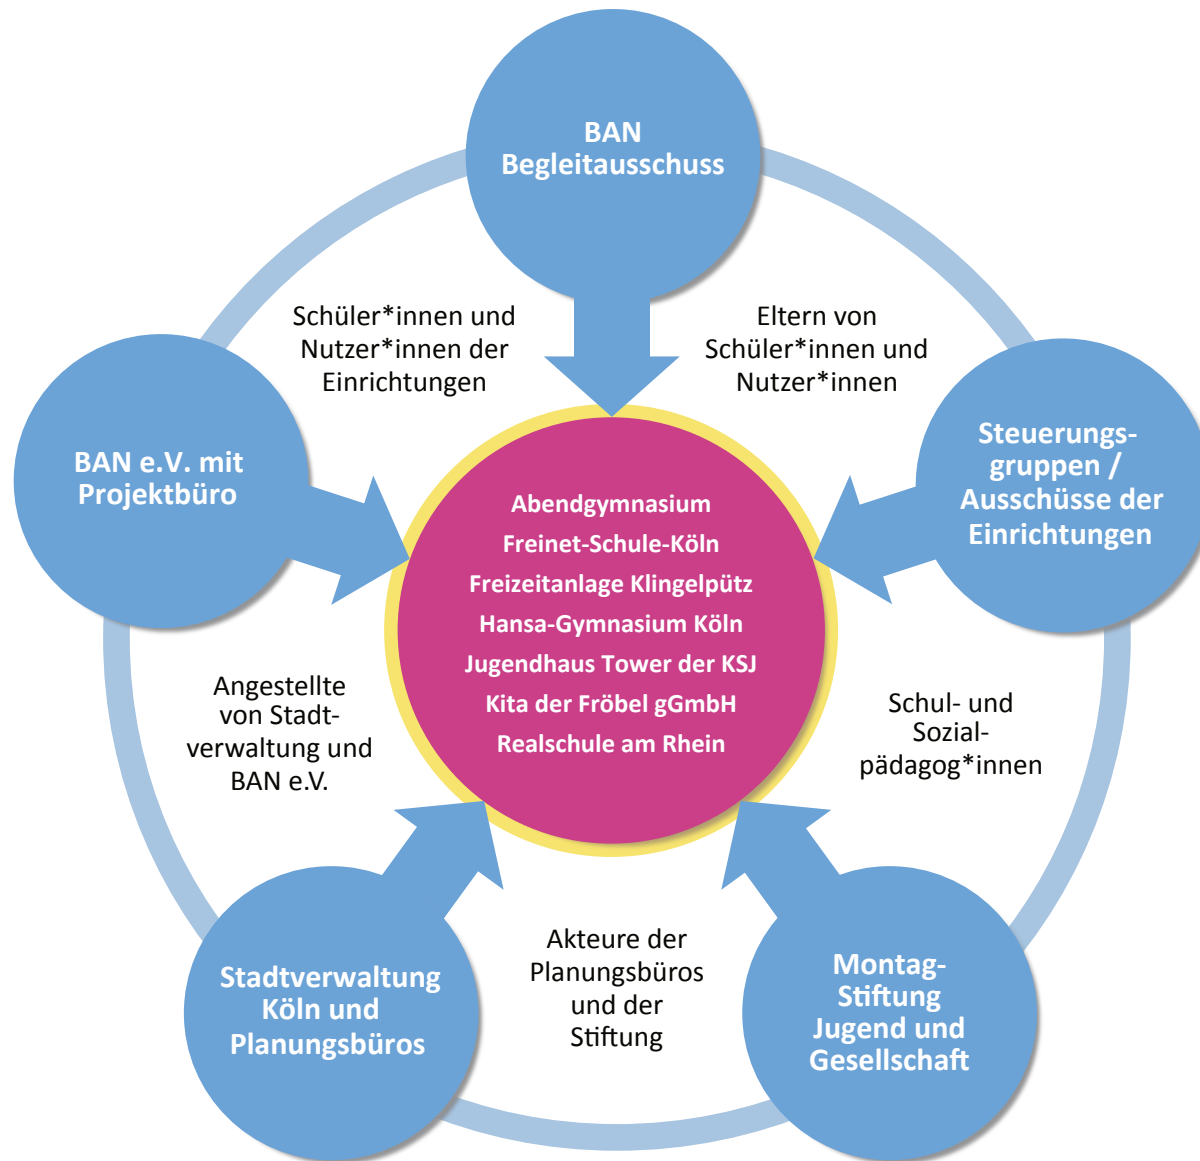 BAN
Begleitausschuss
Schüler*innen und
Nutzer*innen der
Einrichtungen
Eltern von
Schüler*innen und
Nutzer*innen
BAN e.V. mit
Projektbüro
Steuerungs-
gruppen /
Ausschüsse der
Einrichtungen
Abendgymnasium
Freinet-Schule-Köln
Freizeitanlage Klingelpütz
Hansa-Gymnasium Köln
Jugendhaus Tower der KSJ
Kita der Fröbel gGmbH
Realschule am Rhein
Angestellte
von Stadt-
verwaltung und
BAN e.V.
Schul- und
Sozial-
pädagog*innen
Stadtverwaltung
Köln und
Planungsbüros
Akteure der
Planungsbüros
und der
Stiftung
Montag-
Stiftung
Jugend und
Gesellschaft